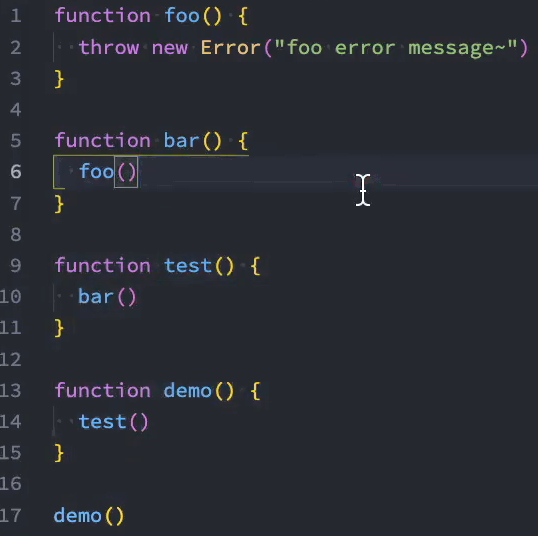 1 function foo() {
2   throw new Error("foo error message~")
3 }
4
5 function bar() {
6   foo()
7 }
8
9 function test() {
10   bar()
11 }
12
13 function demo() {
14   test()
15 }
16
17 demo()